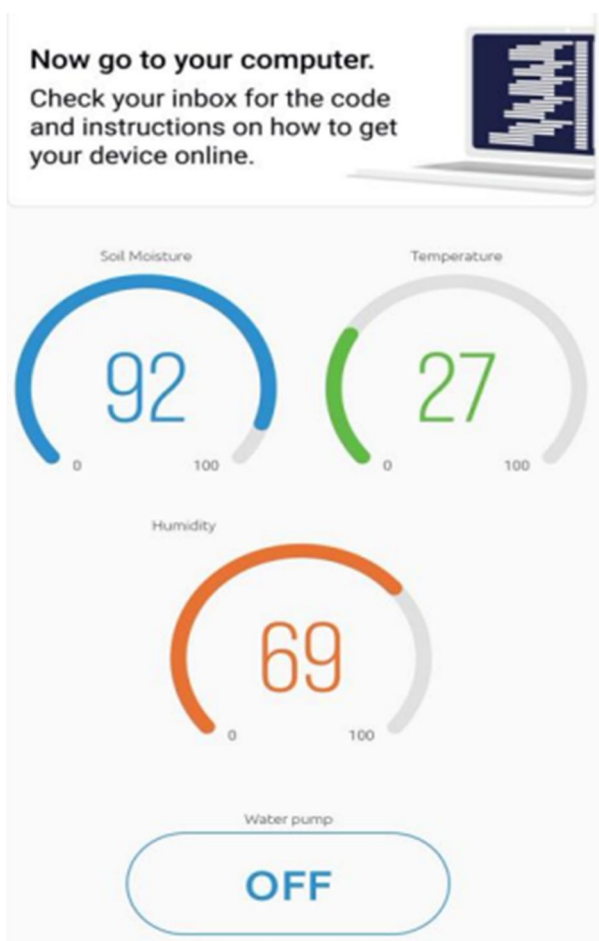 Now go to your computer.
Check your inbox for the code
and instructions on how to get
your device online.
Soil Moisture
92
0 100
Temperature
27
0 100
Humidity
69
0 100
Water pump
OFF